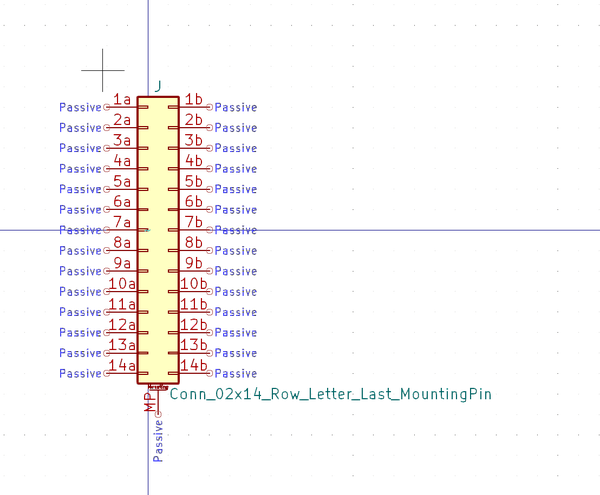 J
Passive 1a 1b Passive
Passive 2a 2b Passive
Passive 3a 3b Passive
Passive 4a 4b Passive
Passive 5a 5b Passive
Passive 6a 6b Passive
Passive 7a 7b Passive
Passive 8a 8b Passive
Passive 9a 9b Passive
Passive 10a 10b Passive
Passive 11a 11b Passive
Passive 12a 12b Passive
Passive 13a 13b Passive
Passive 14a 14b Passive
Conn_02x14_Row_Letter_Last_MountingPin
MP
Passive